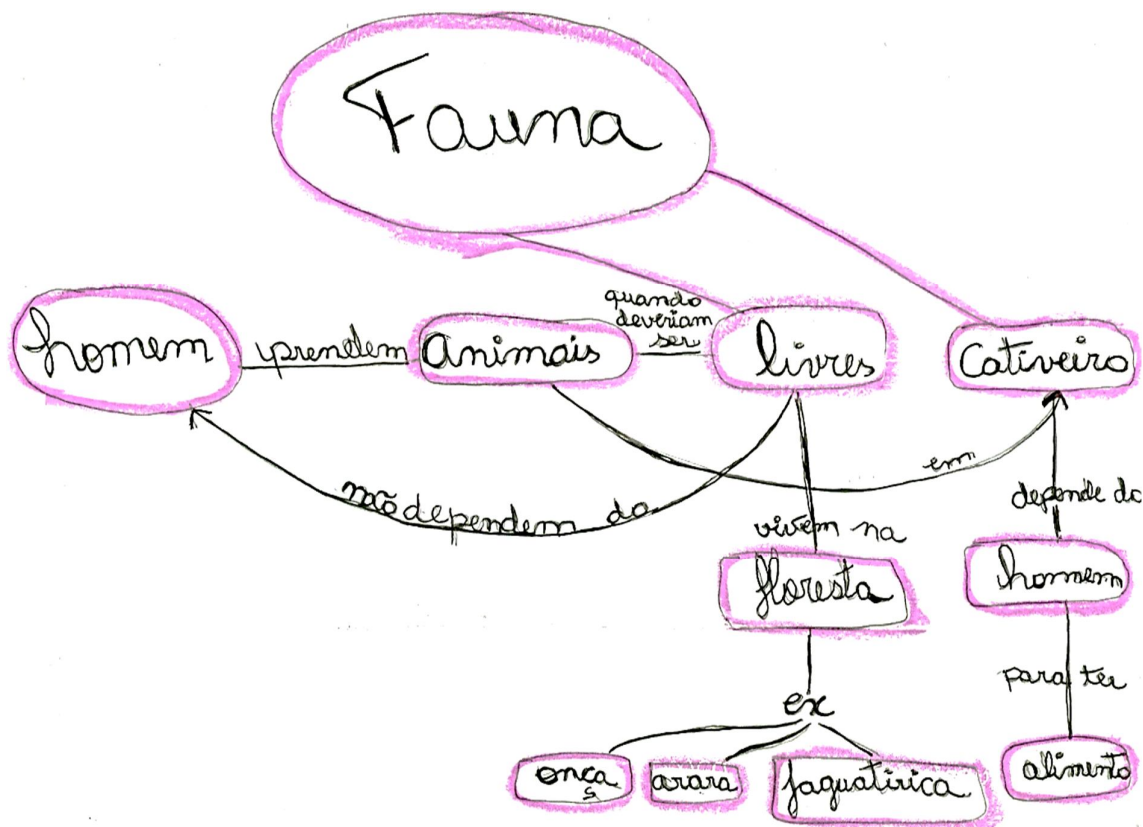 Fauna
homem
prendem
animais
quando
deveriam
ser
livres
Cativeiro
não dependem do
em
vivem na
depende do
floresta
homem
ex
para ter
onça
arara
jaguatirica
alimento